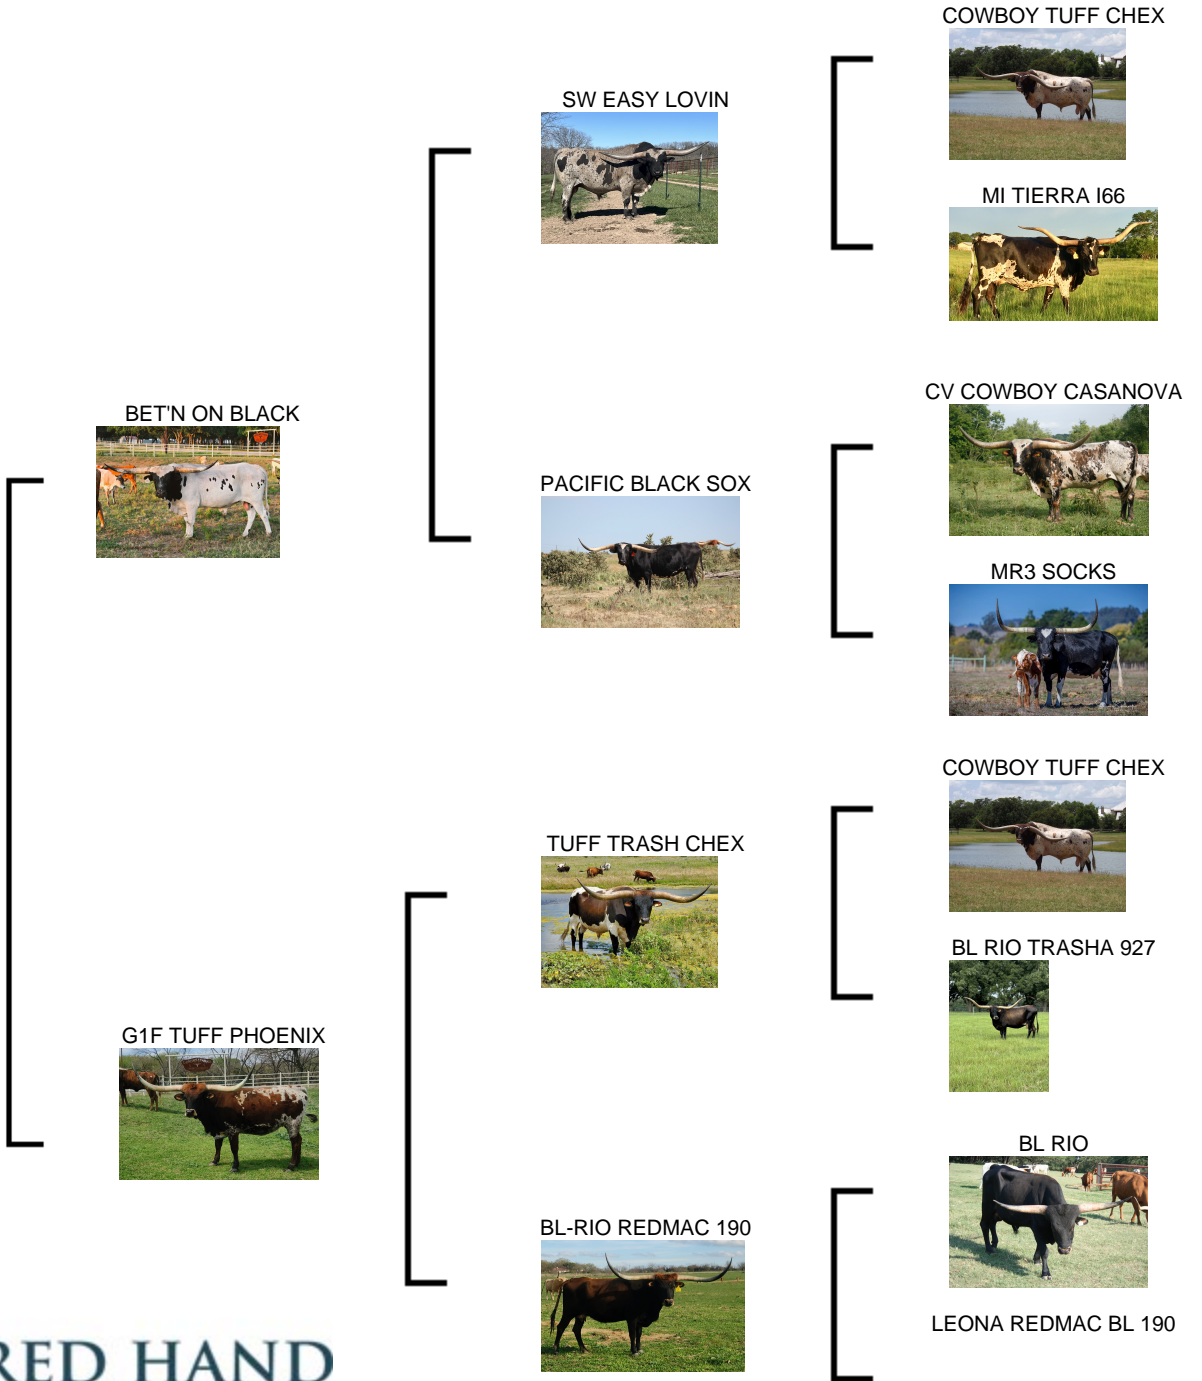 COWBOY TUFF CHEX
SW EASY LOVIN
MI TIERRA I66
CV COWBOY CASANOVA
BET'N ON BLACK
PACIFIC BLACK SOX
MR3 SOCKS
COWBOY TUFF CHEX
TUFF TRASH CHEX
BL RIO TRASHA 927
G1F TUFF PHOENIX
BL RIO
BL-RIO REDMAC 190
LEONA REDMAC BL 190
RED HAND